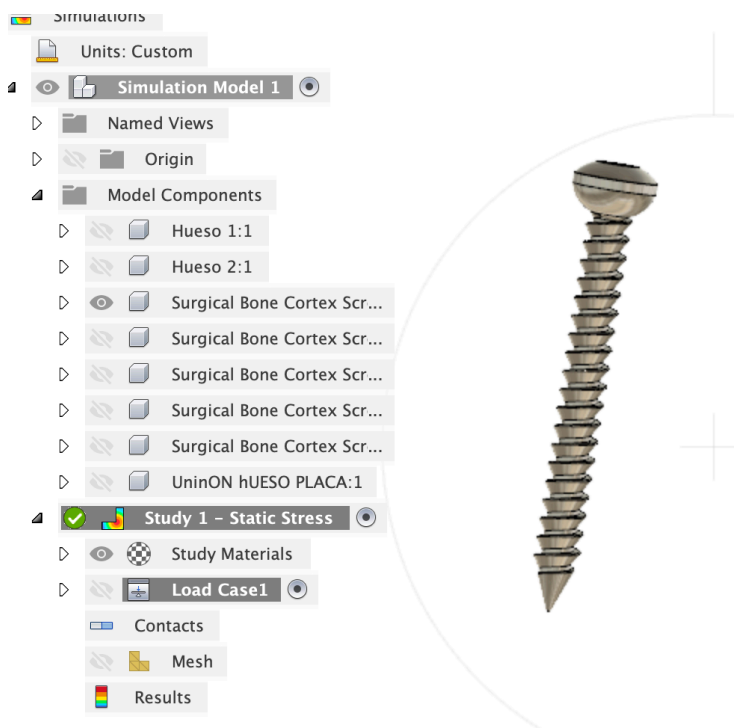 Simulations
Units: Custom
Simulation Model 1
Named Views
Origin
Model Components
Hueso 1:1
Hueso 2:1
Surgical Bone Cortex Scr...
Surgical Bone Cortex Scr...
Surgical Bone Cortex Scr...
Surgical Bone Cortex Scr...
Surgical Bone Cortex Scr...
UninON hUESO PLACA:1
Study 1 - Static Stress
Study Materials
Load Case1
Contacts
Mesh
Results